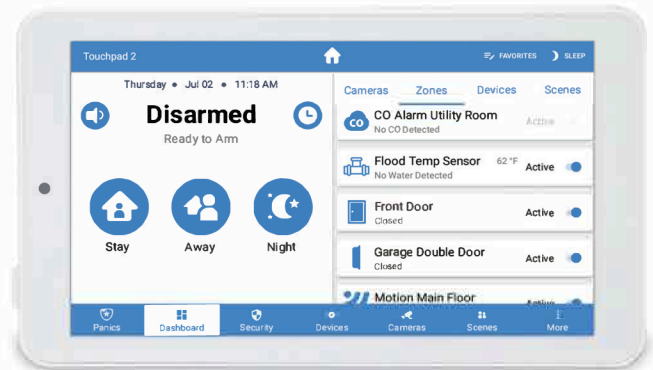 Touchpad 2
FAVORITES
SLEEP
Thursday • Jul 02 • 11:18 AM
Disarmed
Ready to Arm
Stay
Away
Night
Cameras
Zones
Devices
Scenes
CO
CO Alarm Utility Room
No CO Detected
Active
Flood Temp Sensor
62 °F
No Water Detected
Active
Front Door
Closed
Active
Garage Double Door
Closed
Active
Motion Main Floor
Active
Panics
Dashboard
Security
Devices
Cameras
Scenes
More